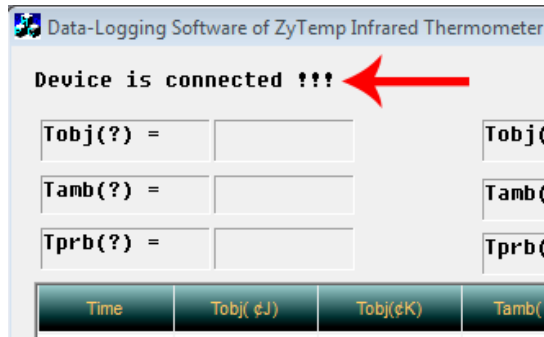 Data-Logging Software of ZyTemp Infrared Thermometer
Device is connected !!!
Tobj(?) = Tobj(
Tamb(?) = Tamb(
Tprb(?) = Tprb(
Time Tobj( ¢J) Tobj(¢K) Tamb(